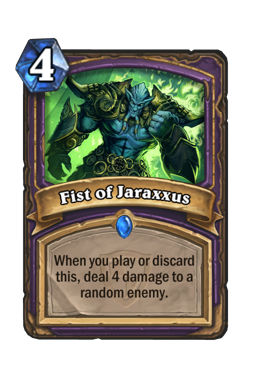 4
Fist of Jaraxxus
When you play or discard
this, deal 4 damage to a
random enemy.